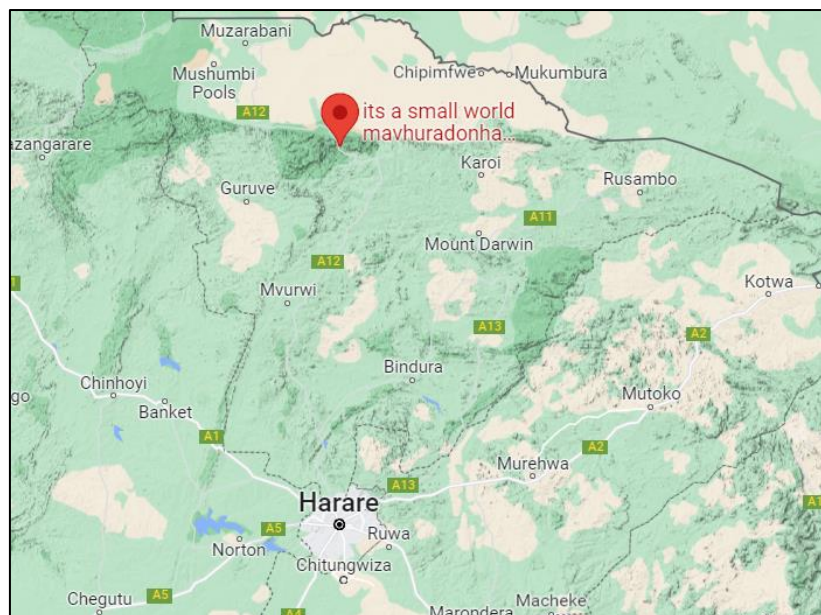 Muzarabani
Mushumbi
Pools
Chipimfwe
Mukumbura
A12
A12
its a small world
mavhuradonha...
azangarare
Karoi
Rusambo
Guruve
A11
Mount Darwin
A12
Mvurwi
Kotwa
A13
A2
Bindura
Chinhoyi
Banket
go
Mutoko
A1
A2
Murehwa
A13
Harare
A5
Ruwa
Norton
Chitungwiza
A5
Chegutu
A4
Marondera
Macheke